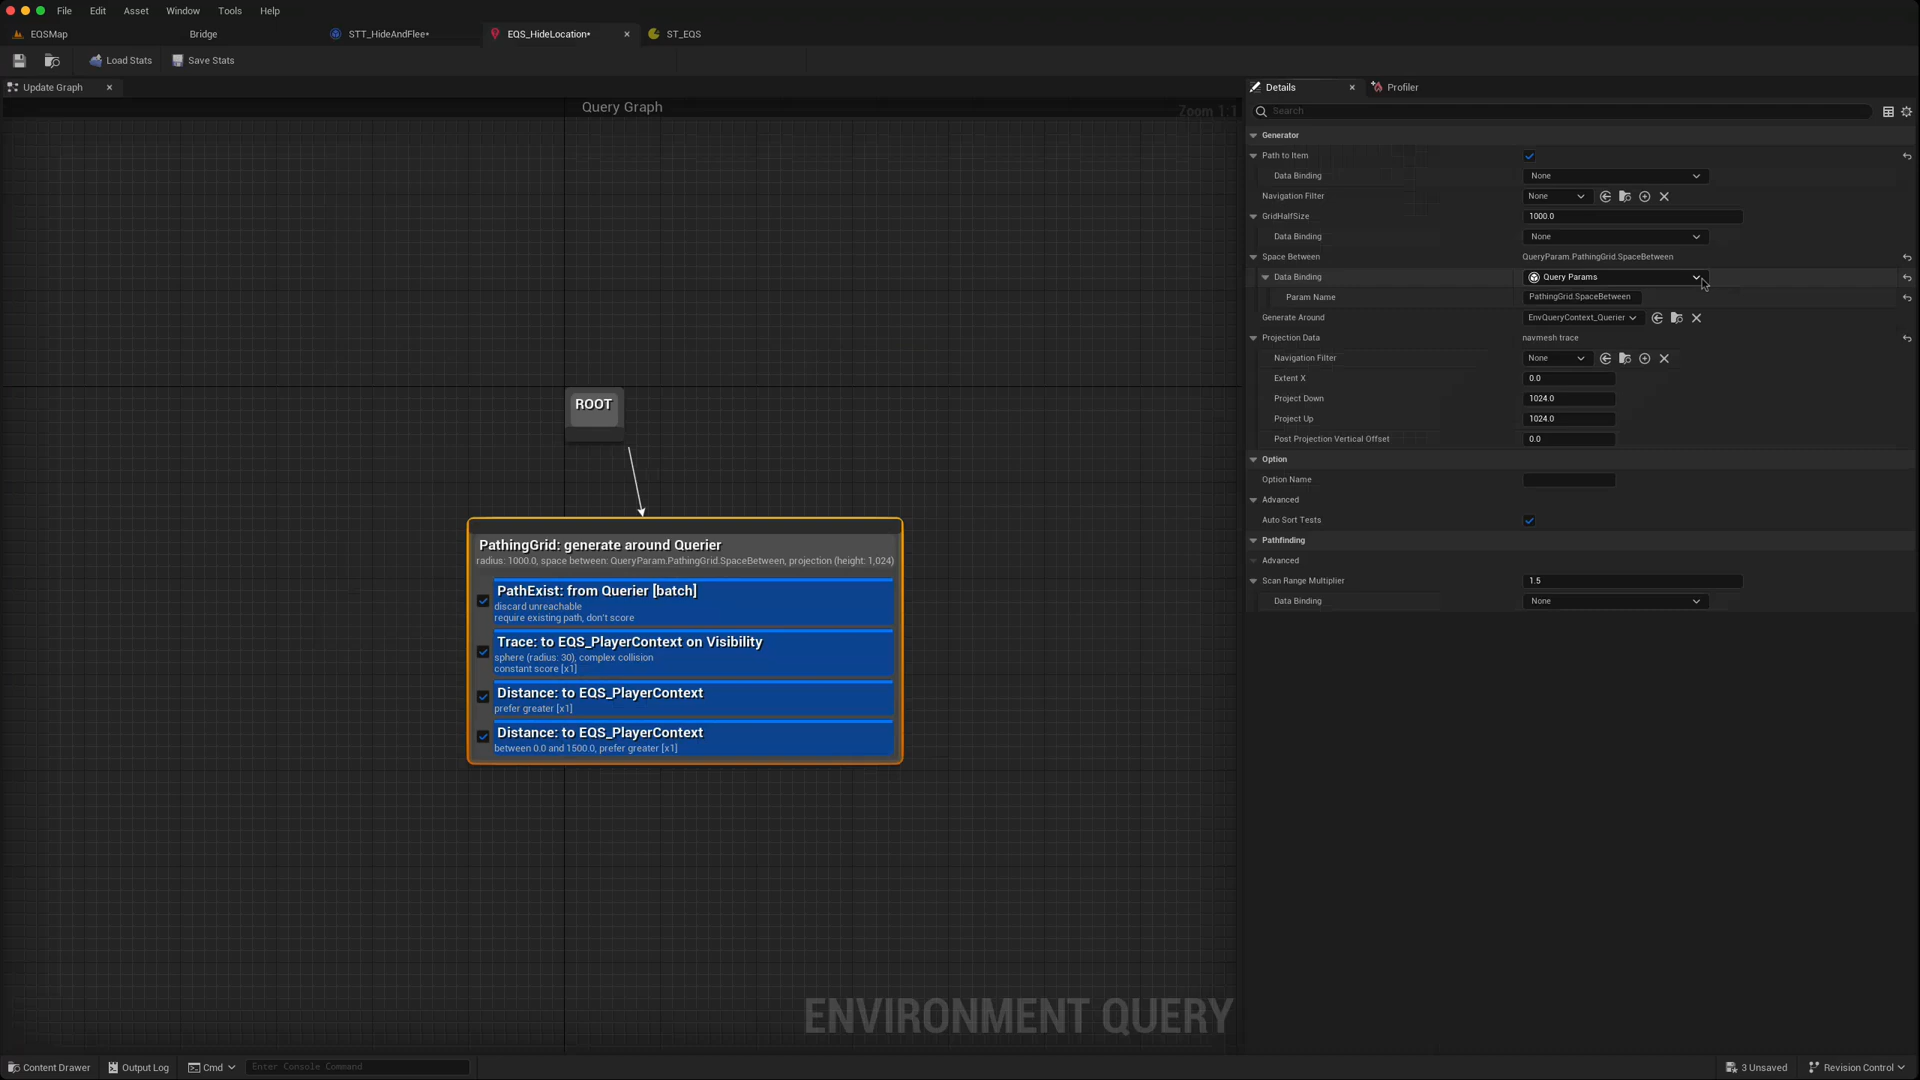 File Edit Asset Window Tools Help
EQSMap Bridge STT_HideAndFlee* EQS_HideLocation* ST_EQS
Load Stats Save Stats
Update Graph
Query Graph
Zoom 1:1
ROOT
PathingGrid: generate around Querier
radius: 1000.0, space between: QueryParam.PathingGrid.SpaceBetween, projection (height: 1,024)
PathExist: from Querier [batch]
discard unreachable
require existing path, don't score
Trace: to EQS_PlayerContext on Visibility
sphere (radius: 30), complex collision
constant score [x1]
Distance: to EQS_PlayerContext
prefer greater [x1]
Distance: to EQS_PlayerContext
between 0.0 and 1500.0, prefer greater [x1]
ENVIRONMENT QUERY
Details Profiler
Search
Generator
Path to Item
Data Binding None
Navigation Filter None
GridHalfSize 1000.0
Data Binding None
Space Between QueryParam.PathingGrid.SpaceBetween
Data Binding Query Params
Param Name PathingGrid.SpaceBetween
Generate Around EnvQueryContext_Querier
Projection Data navmesh trace
Navigation Filter None
Extent X 0.0
Project Down 1024.0
Project Up 1024.0
Post Projection Vertical Offset 0.0
Option
Option Name
Advanced
Auto Sort Tests
Pathfinding
Advanced
Scan Range Multiplier 1.5
Data Binding None
Content Drawer Output Log Cmd Enter Console Command 3 Unsaved Revision Control